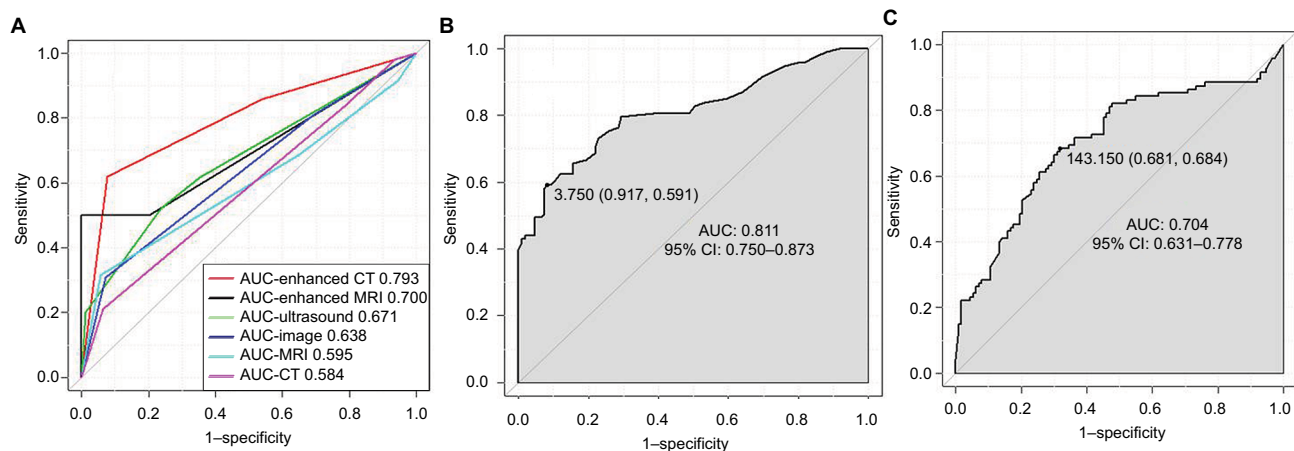 A
1.0
0.8
0.6
0.4
0.2
0.0
Sensitivity
AUC-enhanced CT 0.793
AUC-enhanced MRI 0.700
AUC-ultrasound 0.671
AUC-image 0.638
AUC-MRI 0.595
AUC-CT 0.584
0.0 0.2 0.4 0.6 0.8 1.0
1–specificity
B
1.0
0.8
0.6
0.4
0.2
0.0
Sensitivity
3.750 (0.917, 0.591)
AUC: 0.811
95% CI: 0.750–0.873
0.0 0.2 0.4 0.6 0.8 1.0
1–specificity
C
1.0
0.8
0.6
0.4
0.2
0.0
Sensitivity
143.150 (0.681, 0.684)
AUC: 0.704
95% CI: 0.631–0.778
0.0 0.2 0.4 0.6 0.8 1.0
1–specificity